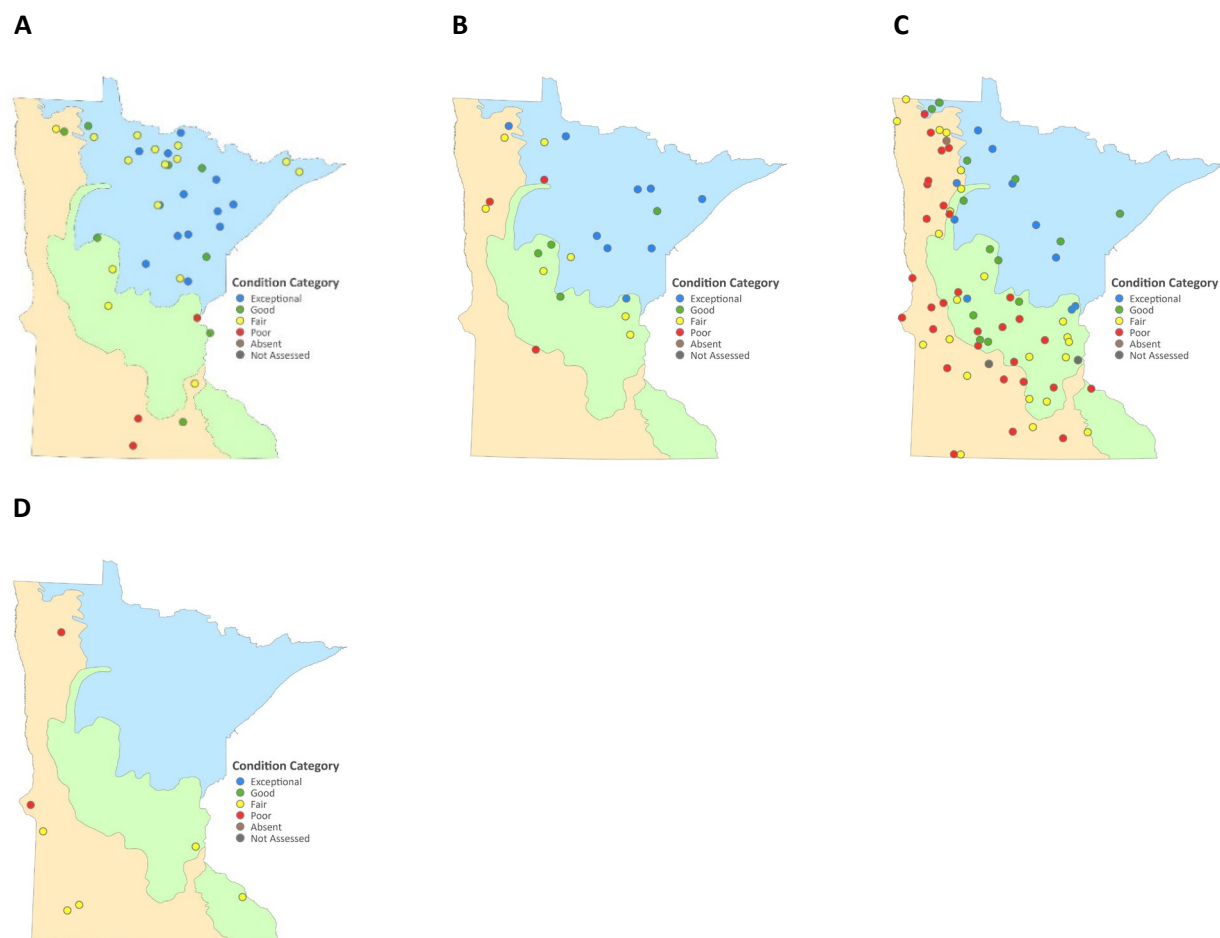 A
B
C
Condition Category
Exceptional
Good
Fair
Poor
Absent
Not Assessed
Condition Category
Exceptional
Good
Fair
Poor
Absent
Not Assessed
Condition Category
Exceptional
Good
Fair
Poor
Absent
Not Assessed
D
Condition Category
Exceptional
Good
Fair
Poor
Absent
Not Assessed